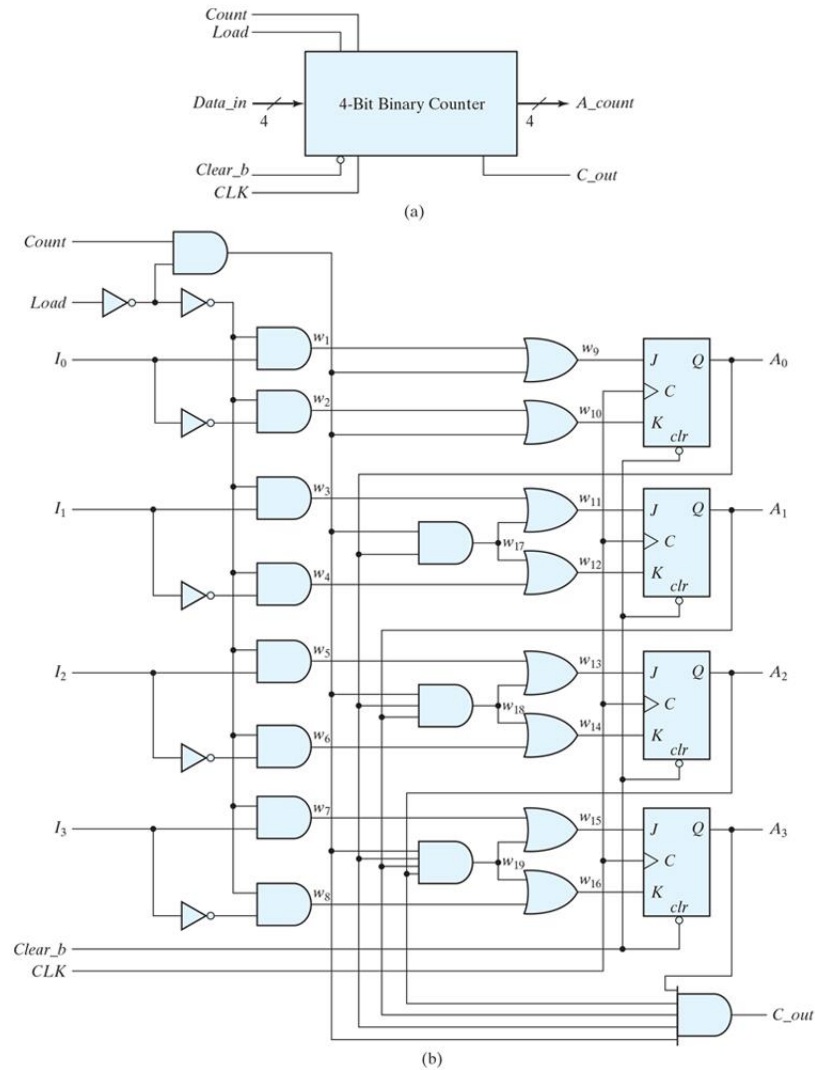 Count
Load
Data_in
4
4-Bit Binary Counter
4
A_count
Clear_b
CLK
C_out
(a)
Count
Load
I₀
w₁
w₉
J Q
A₀
C
w₂
w₁₀
K
clr
I₁
w₃
w₁₁
J Q
A₁
C
w₁₇
w₄
w₁₂
K
clr
I₂
w₅
w₁₃
J Q
A₂
C
w₁₈
w₆
w₁₄
K
clr
I₃
w₇
w₁₅
J Q
A₃
C
w₁₉
w₈
w₁₆
K
clr
Clear_b
CLK
C_out
(b)